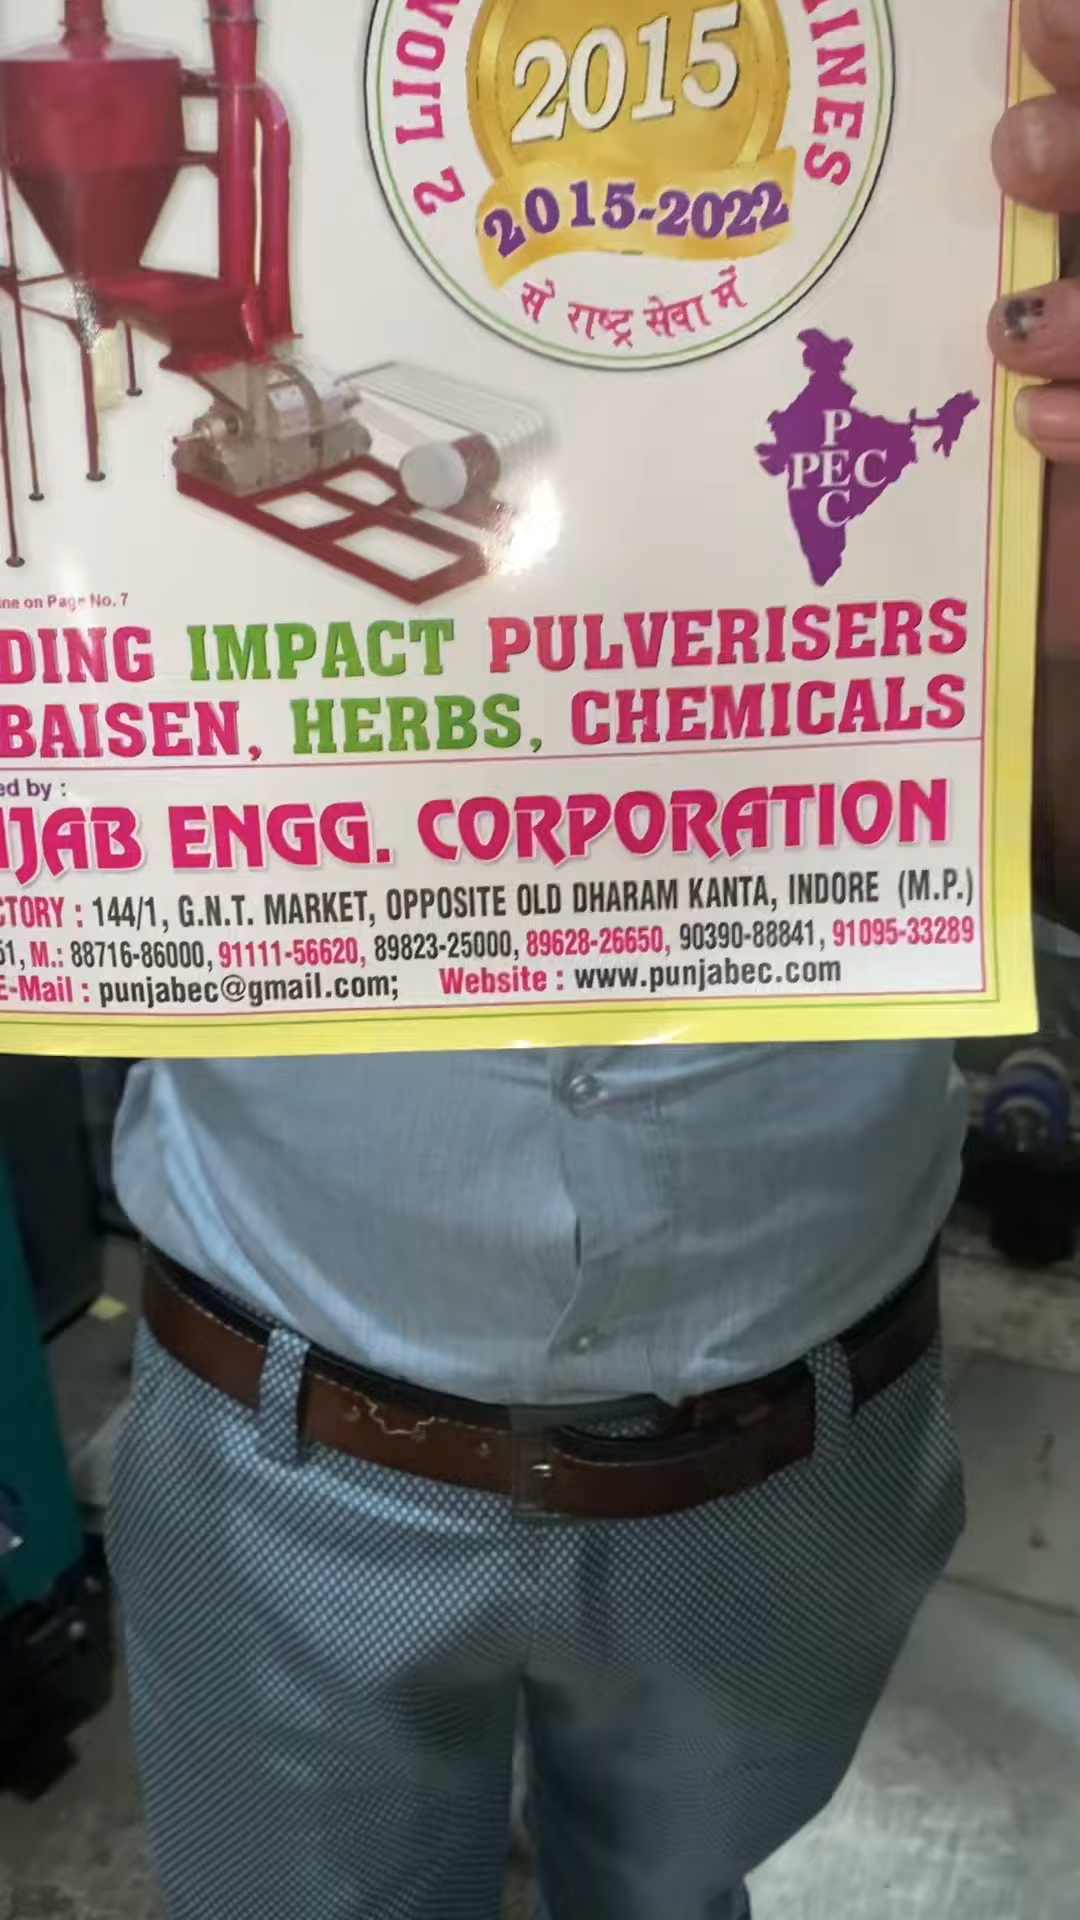 2 LION
INES
2015
2015-2022
से राष्ट्र सेवा में
P
PEC
C
ine on Page No. 7
DING IMPACT PULVERISERS
BAISEN, HERBS, CHEMICALS
ed by :
JAB ENGG. CORPORATION
CTORY : 144/1, G.N.T. MARKET, OPPOSITE OLD DHARAM KANTA, INDORE (M.P.)
51, M.: 88716-86000, 91111-56620, 89823-25000, 89628-26650, 90390-88841, 91095-33289
E-Mail : punjabec@gmail.com; Website : www.punjabec.com